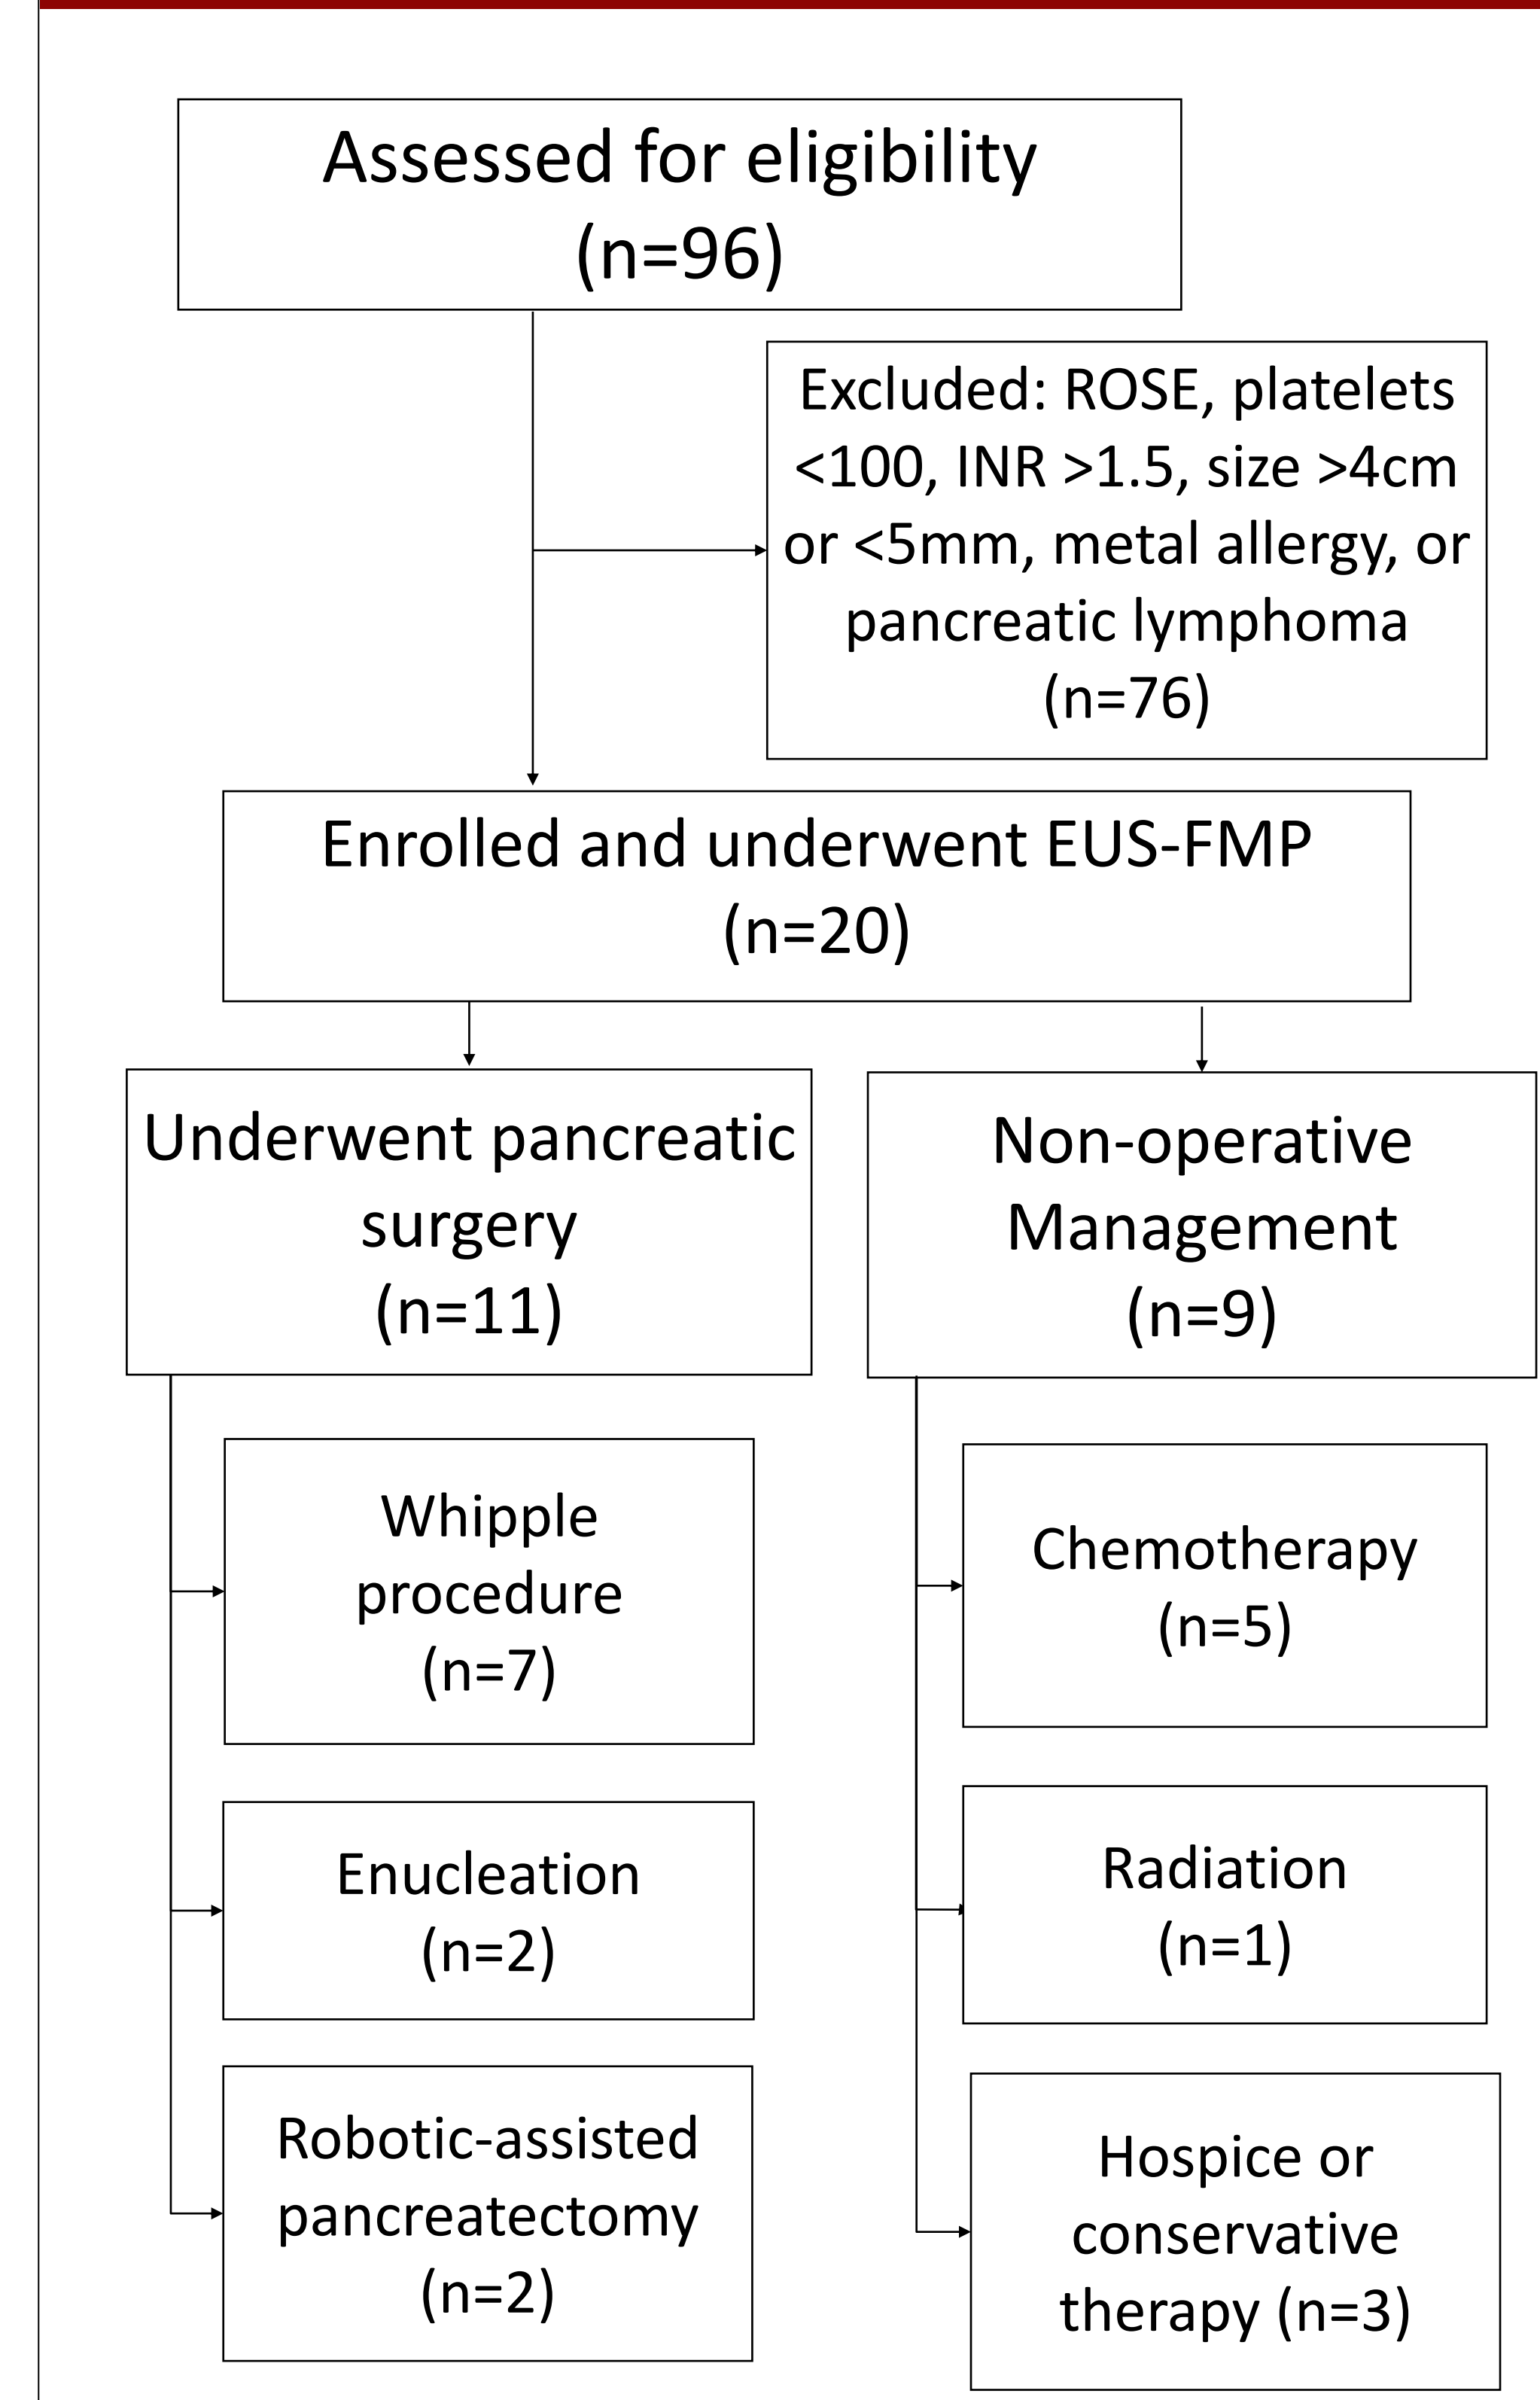 Assessed for eligibility
(n=96)
Excluded: ROSE, platelets
<100, INR >1.5, size >4cm
or <5mm, metal allergy, or
pancreatic lymphoma
(n=76)
Enrolled and underwent EUS-FMP
(n=20)
Underwent pancreatic
surgery
(n=11)
Non-operative
Management
(n=9)
Whipple
procedure
(n=7)
Chemotherapy
(n=5)
Enucleation
(n=2)
Radiation
(n=1)
Robotic-assisted
pancreatectomy
(n=2)
Hospice or
conservative
therapy (n=3)